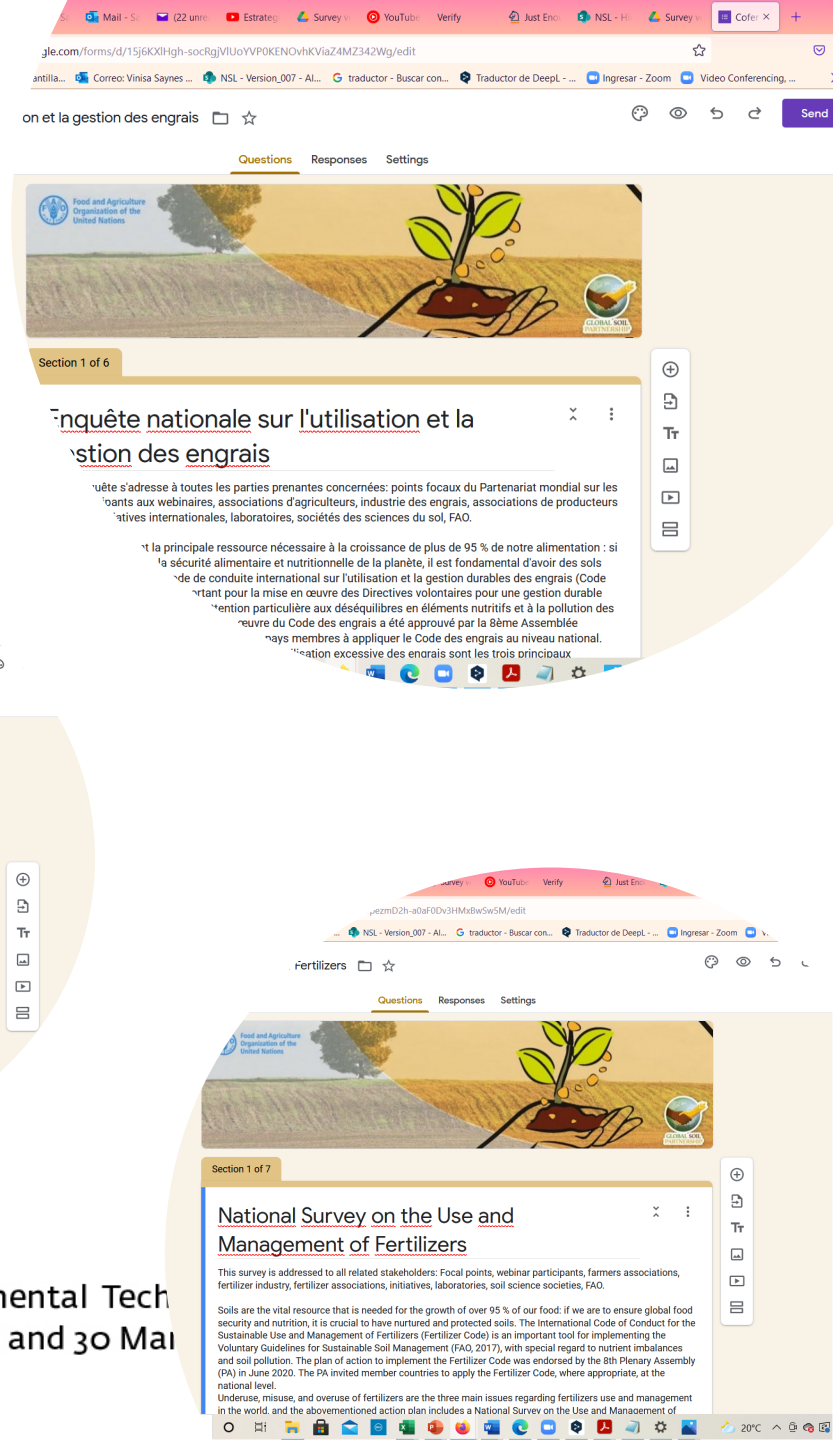 Mail - Sa
(22 unre
Estrateg
Survey
YouTube
Verify
Just Eno
NSL - H
Survey
Cofer
gle.com/forms/d/15j6KXlHgh-socRgjVlUoYVP0KENOvhKViaZ4MZ342Wg/edit
antilla...
Correo: Vinisa Saynes ...
NSL - Version_007 - Al...
traductor - Buscar con...
Traductor de DeepL - ...
Ingresar - Zoom
Video Conferencing, ...
on et la gestion des engrais
Send
Questions Responses Settings
Food and Agriculture
Organization of the
United Nations
GLOBAL SOIL
PARTNERSHIP
Section 1 of 6
Enquête nationale sur l'utilisation et la
estion des engrais
uête s'adresse à toutes les parties prenantes concernées: points focaux du Partenariat mondial sur les
ipants aux webinaires, associations d'agriculteurs, industrie des engrais, associations de producteurs
iatives internationales, laboratoires, sociétés des sciences du sol, FAO.
t la principale ressource nécessaire à la croissance de plus de 95 % de notre alimentation : si
la sécurité alimentaire et nutritionnelle de la planète, il est fondamental d'avoir des sols
de de conduite international sur l'utilisation et la gestion durables des engrais (Code
ortant pour la mise en œuvre des Directives volontaires pour une gestion durable
ttention particulière aux déséquilibres en éléments nutritifs et à la pollution des
œuvre du Code des engrais a été approuvé par la 8ème Assemblée
pays membres à appliquer le Code des engrais au niveau national.
ilisation excessive des engrais sont les trois principaux
urvey
YouTube
Verify
Just Eno
pezmD2h-a0aF0Dv3HMxBwSw5M/edit
NSL - Version_007 - Al...
traductor - Buscar con...
Traductor de DeepL - ...
Ingresar - Zoom
Fertilizers
Questions Responses Settings
Food and Agriculture
Organization of the
United Nations
GLOBAL SOIL
PARTNERSHIP
Section 1 of 7
National Survey on the Use and
Management of Fertilizers
This survey is addressed to all related stakeholders: Focal points, webinar participants, farmers associations,
fertilizer industry, fertilizer associations, initiatives, laboratories, soil science societies, FAO.
Soils are the vital resource that is needed for the growth of over 95 % of our food: if we are to ensure global food
security and nutrition, it is crucial to have nurtured and protected soils. The International Code of Conduct for the
Sustainable Use and Management of Fertilizers (Fertilizer Code) is an important tool for implementing the
Voluntary Guidelines for Sustainable Soil Management (FAO, 2017), with special regard to nutrient imbalances
and soil pollution. The plan of action to implement the Fertilizer Code was endorsed by the 8th Plenary Assembly
(PA) in June 2020. The PA invited member countries to apply the Fertilizer Code, where appropriate, at the
national level.
Underuse, misuse, and overuse of fertilizers are the three main issues regarding fertilizers use and management
in the world, and the abovementioned action plan includes a National Survey on the Use and Management of
nental Tech
and 30 Mar
20°C